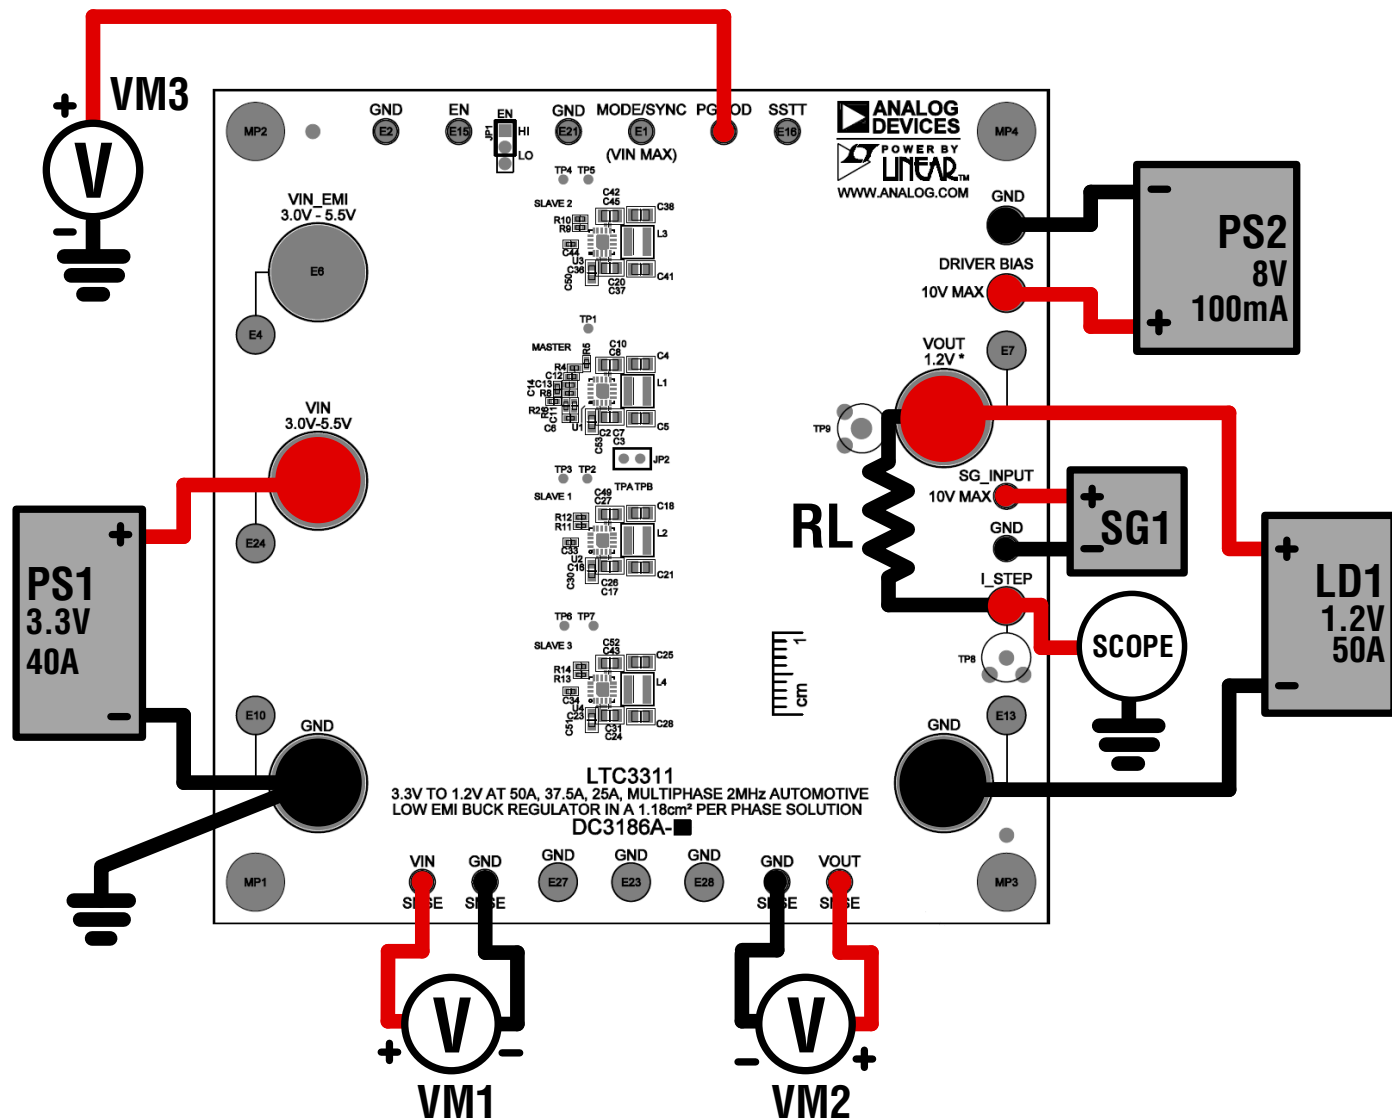 VM3
+
V
-
MP2
GND
E2
EN
E15
EN
JP1
HI
LO
GND
E21
MODE/SYNC
E1
(VIN MAX)
SSTT
E16
ANALOG
DEVICES
POWER BY
LINEAR™
WWW.ANALOG.COM
MP4
VIN_EMI
3.0V - 5.5V
E6
E4
TP4 TP5
SLAVE 2
C42
C45
C38
R10
R9
C44
L3
U3
C36
C50
C20
C37
C41
GND
DRIVER BIAS
10V MAX
-
PS2
8V
100mA
+
TP1
MASTER
R5
C10
C8
C4
R4
C12
C13
C14
R8
L1
C11
C6
U1
C53
C2 C7
C3
C5
JP2
VOUT
1.2V *
E7
TP9
VIN
3.0V-5.5V
E24
TP3 TP2
SLAVE 1
TPA TPB
C49
C27
C18
R12
R11
C33
L2
U2
C16
C30
C26
C17
C21
SG_INPUT
10V MAX
GND
+
-
SG1
RL
I_STEP
TP8
SCOPE
LD1
1.2V
50A
+
-
PS1
3.3V
40A
+
-
TP6 TP7
SLAVE 3
C52
C43
C25
R14
R13
C34
L4
U4
C23
C51
C31
C24
C28
1
cm
E10
GND
E13
GND
LTC3311
3.3V TO 1.2V AT 50A, 37.5A, 25A, MULTIPHASE 2MHz AUTOMOTIVE
LOW EMI BUCK REGULATOR IN A 1.18cm² PER PHASE SOLUTION
DC3186A-
MP1
VIN
GND
GND
E27
GND
E23
GND
E28
GND
VOUT
MP3
+
V
-
VM1
-
V
+
VM2